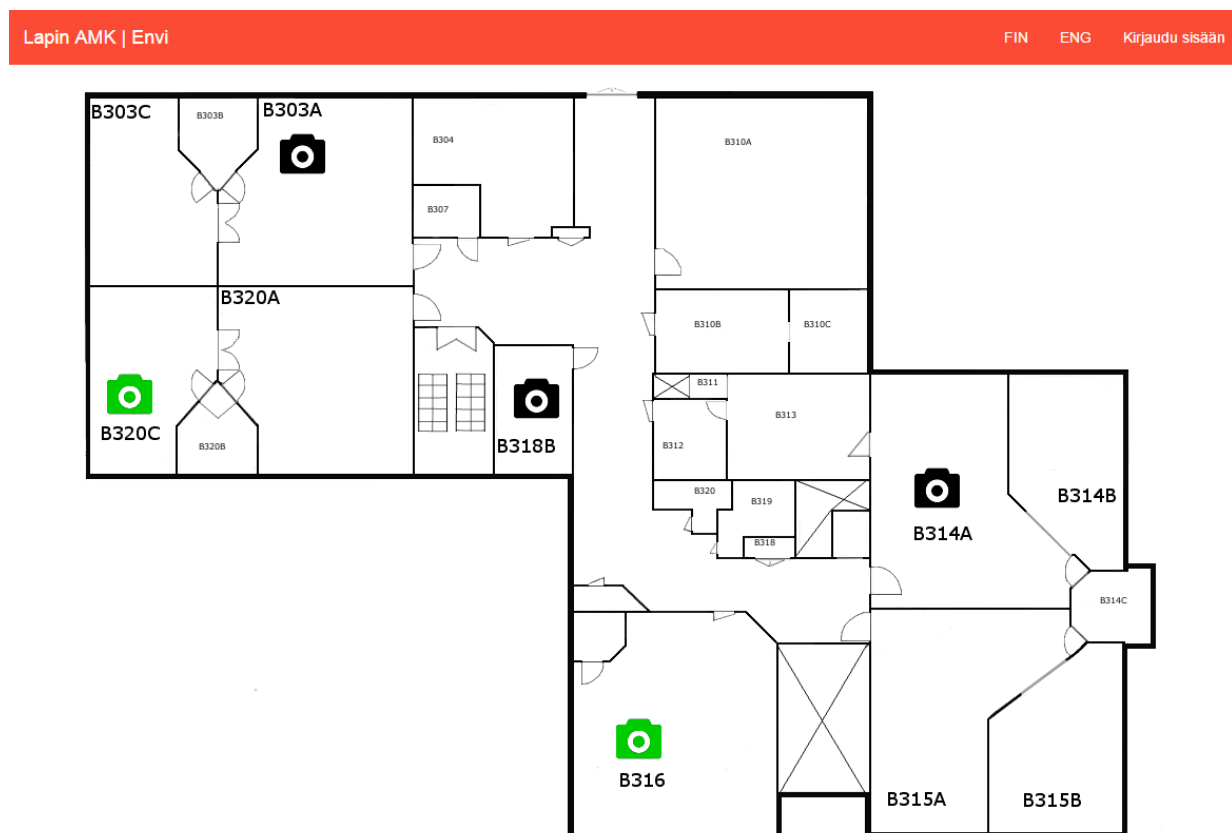 Lapin AMK | Envi
FIN ENG Kirjaudu sisään
B303C
B303B
B303A
B304
B310A
B307
B320A
B310B
B310C
B311
B313
B320C
B320B
B318B
B312
B320
B319
B314B
B314A
B318
B314C
B316
B315A
B315B